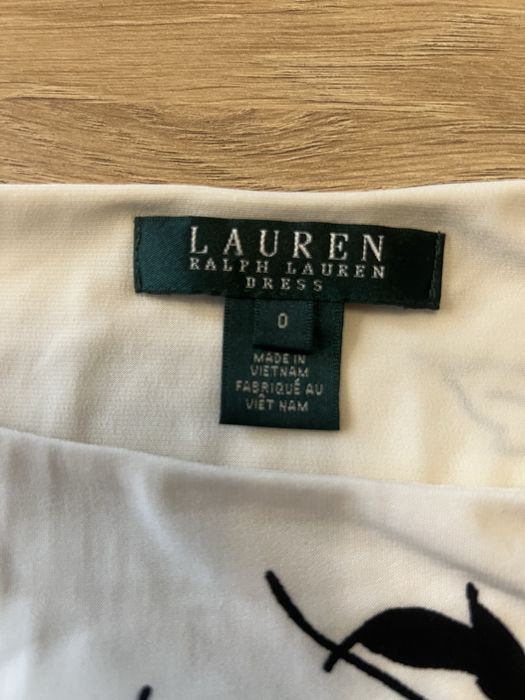 LAUREN
RALPH LAUREN
DRESS
0
MADE IN
VIETNAM
FABRIQUÉ AU
VIÊT NAM